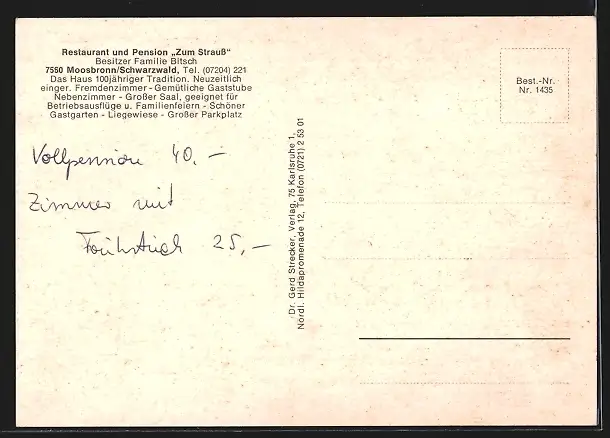 Restaurant und Pension „Zum Strauß"
Besitzer Familie Bitsch
7560 Moosbronn/Schwarzwald, Tel. (07204) 221
Das Haus 100jähriger Tradition. Neuzeitlich
einger. Fremdenzimmer - Gemütliche Gaststube
Nebenzimmer - Großer Saal, geeignet für
Betriebsausflüge u. Familienfeiern - Schöner
Gastgarten - Liegewiese - Großer Parkplatz
Vollpension 40.-
Zimmer mit
Frühstück 25,-
Dr. Gerd Strecker, Verlag, 75 Karlsruhe 1,
Nördl. Hildapromenade 12, Telefon (0721) 2 53 01
Best.-Nr.
Nr. 1435